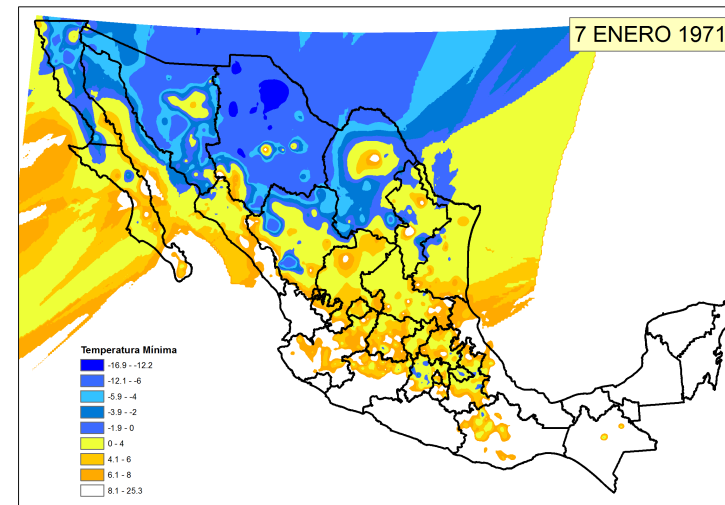 7 ENERO 1971
Temperatura Mínima
-16.9 - -12.2
-12.1 - -6
-5.9 - -4
-3.9 - -2
-1.9 - 0
0 - 4
4.1 - 6
6.1 - 8
8.1 - 25.3